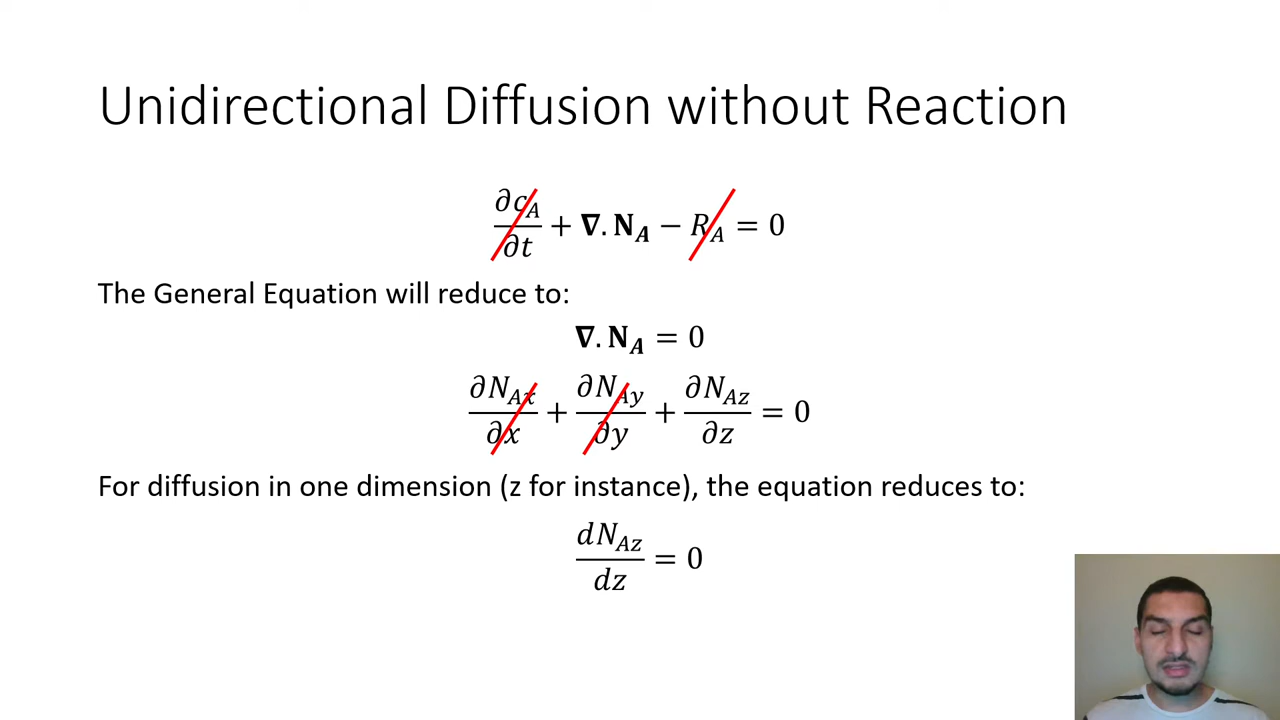 Unidirectional Diffusion without Reaction
∂c_A/∂t + ∇. N_A − R_A = 0
The General Equation will reduce to:
∇. N_A = 0
∂N_Ax/∂x + ∂N_Ay/∂y + ∂N_Az/∂z = 0
For diffusion in one dimension (z for instance), the equation reduces to:
dN_Az/dz = 0